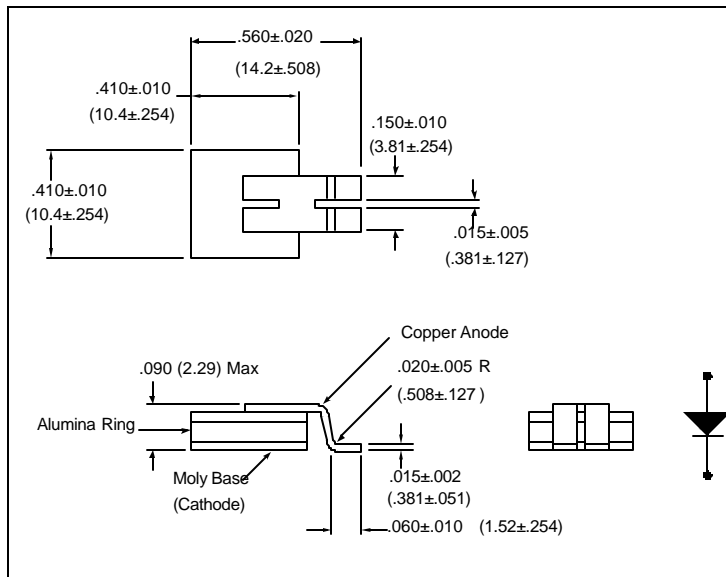 .560±.020
(14.2±.508)
.410±.010
(10.4±.254)
.150±.010
(3.81±.254)
.410±.010
(10.4±.254)
.015±.005
(.381±.127)
Copper Anode
.090 (2.29) Max
.020±.005 R
(.508±.127 )
Alumina Ring
Moly Base
(Cathode)
.015±.002
(.381±.051)
.060±.010 (1.52±.254)